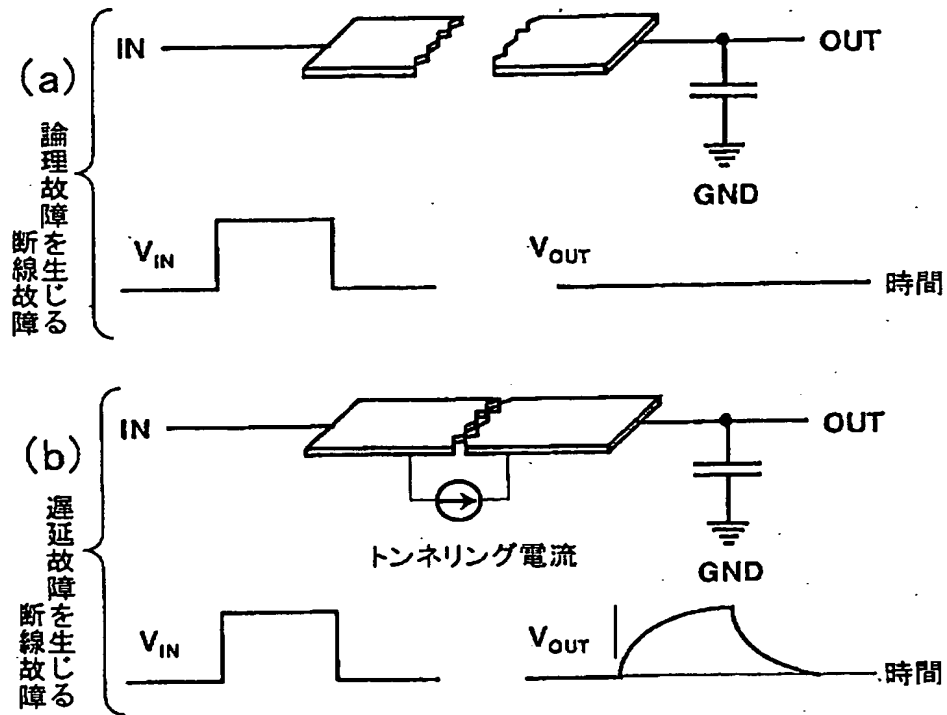 (a)
論理故障を生じる
断線故障
IN
OUT
GND
VIN
VOUT
時間
(b)
遅延故障を生じる
断線故障
IN
OUT
トンネリング電流
GND
VIN
VOUT
時間